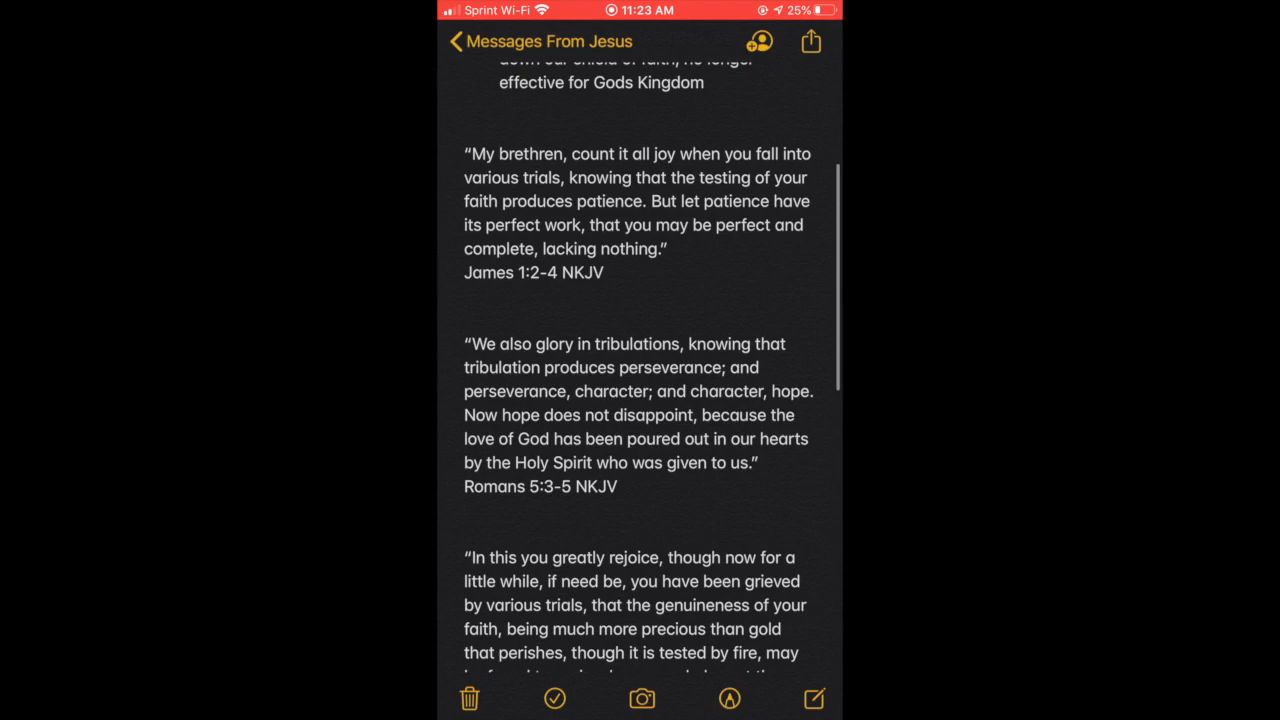 Sprint Wi-Fi 11:23 AM 25%
Messages From Jesus
effective for Gods Kingdom
“My brethren, count it all joy when you fall into
various trials, knowing that the testing of your
faith produces patience. But let patience have
its perfect work, that you may be perfect and
complete, lacking nothing.”
James 1:2-4 NKJV
“We also glory in tribulations, knowing that
tribulation produces perseverance; and
perseverance, character; and character, hope.
Now hope does not disappoint, because the
love of God has been poured out in our hearts
by the Holy Spirit who was given to us.”
Romans 5:3-5 NKJV
“In this you greatly rejoice, though now for a
little while, if need be, you have been grieved
by various trials, that the genuineness of your
faith, being much more precious than gold
that perishes, though it is tested by fire, may